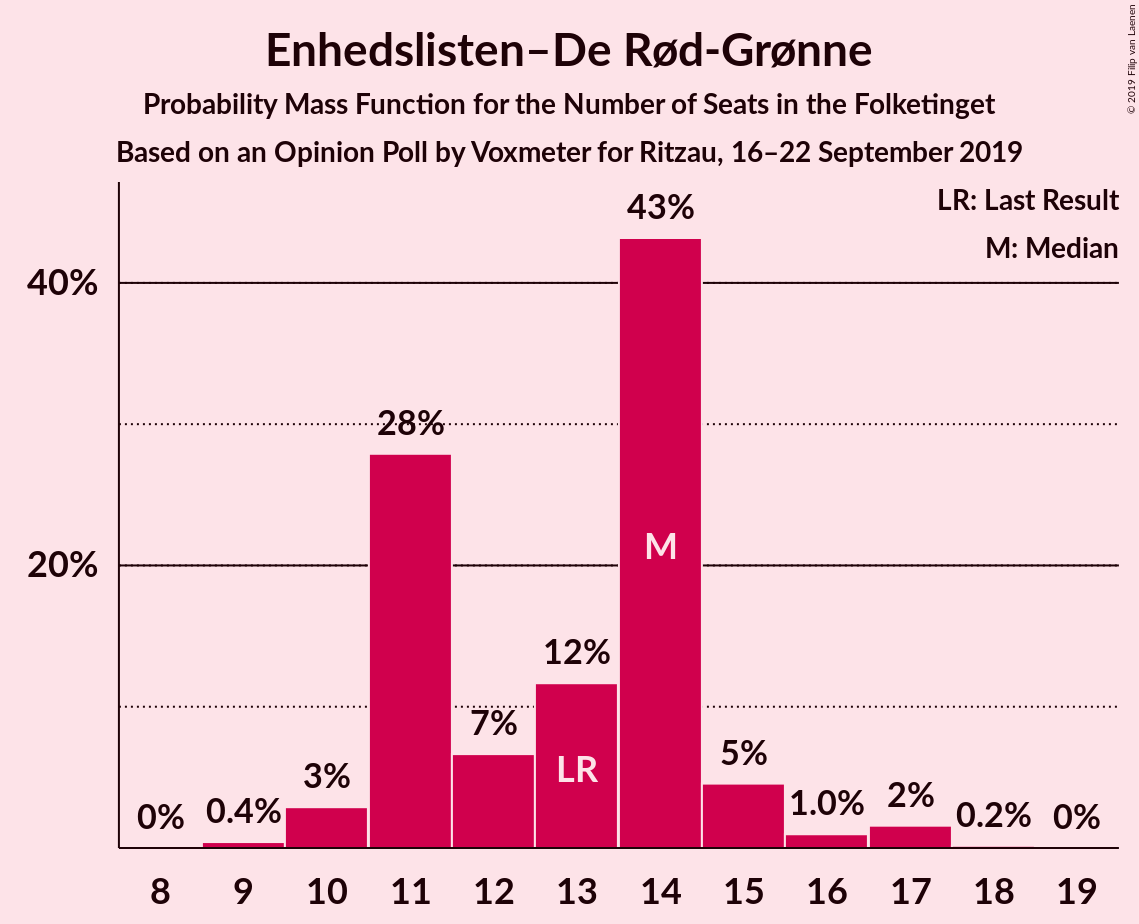 Enhedslisten–De Rød-Grønne
Probability Mass Function for the Number of Seats in the Folketinget
Based on an Opinion Poll by Voxmeter for Ritzau, 16–22 September 2019
© 2019 Filip van Laenen
LR: Last Result
M: Median
43%
40%
28%
M
20%
12%
7%
LR
5%
3%
2%
1.0%
0.4%
0.2%
0%
0%
8 9 10 11 12 13 14 15 16 17 18 19